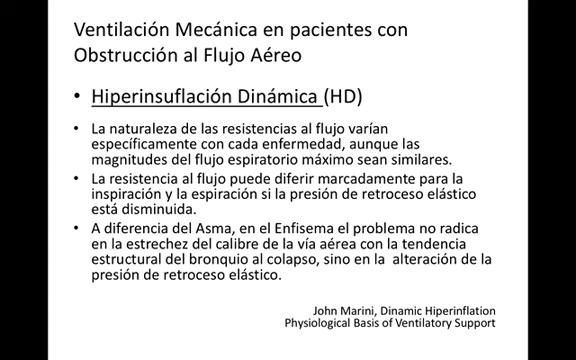 Ventilación Mecánica en pacientes con
Obstrucción al Flujo Aéreo
• Hiperinsuflación Dinámica (HD)
• La naturaleza de las resistencias al flujo varían
específicamente con cada enfermedad, aunque las
magnitudes del flujo espiratorio máximo sean similares.
• La resistencia al flujo puede diferir marcadamente para la
inspiración y la espiración si la presión de retroceso elástico
está disminuida.
• A diferencia del Asma, en el Enfisema el problema no radica
en la estrechez del calibre de la vía aérea con la tendencia
estructural del bronquio al colapso, sino en la alteración de la
presión de retroceso elástico.
John Marini, Dinamic Hiperinflation
Physiological Basis of Ventilatory Support